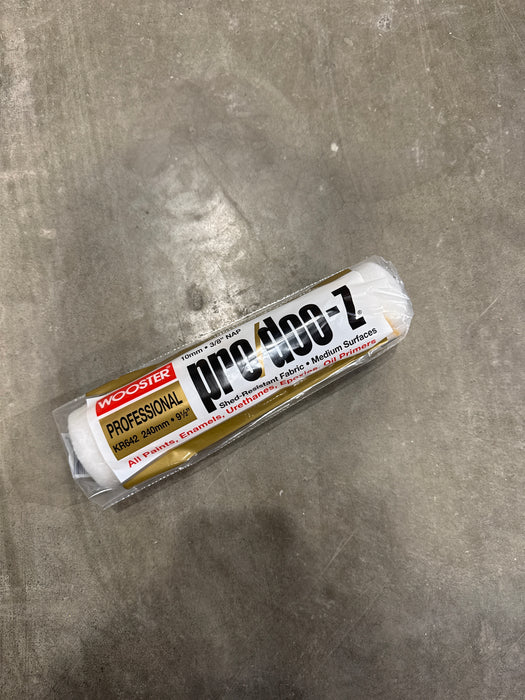 10mm • 3/8" NAP
WOOSTER
pro/doo-z®
PROFESSIONAL
Shed-Resistant Fabric • Medium Surfaces
KR642 240mm • 9½"
All Paints, Enamels, Urethanes, Epoxies, Oil Primers